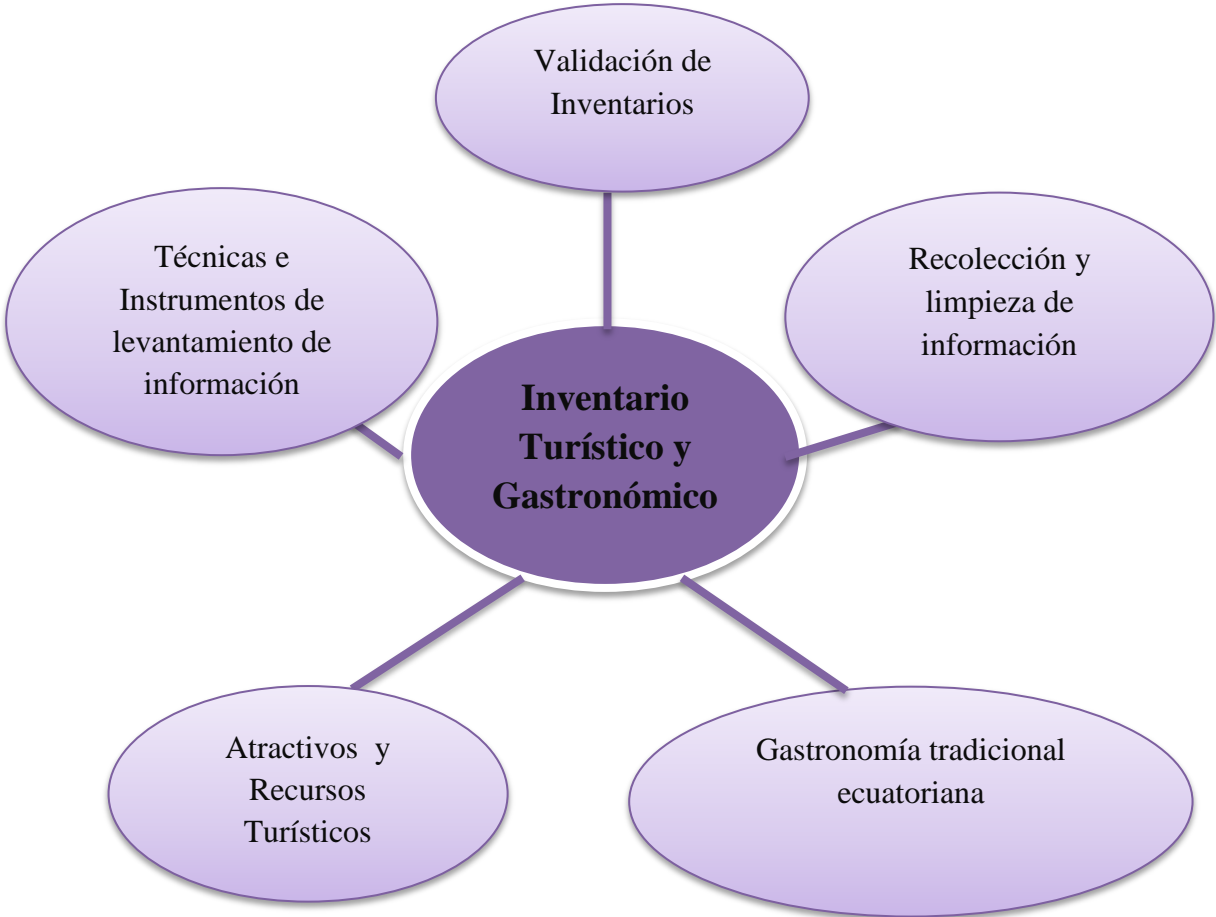 Validación de
Inventarios
Técnicas e
Instrumentos de
levantamiento de
información
Recolección y
limpieza de
información
Inventario
Turístico y
Gastronómico
Atractivos y
Recursos
Turísticos
Gastronomía tradicional
ecuatoriana